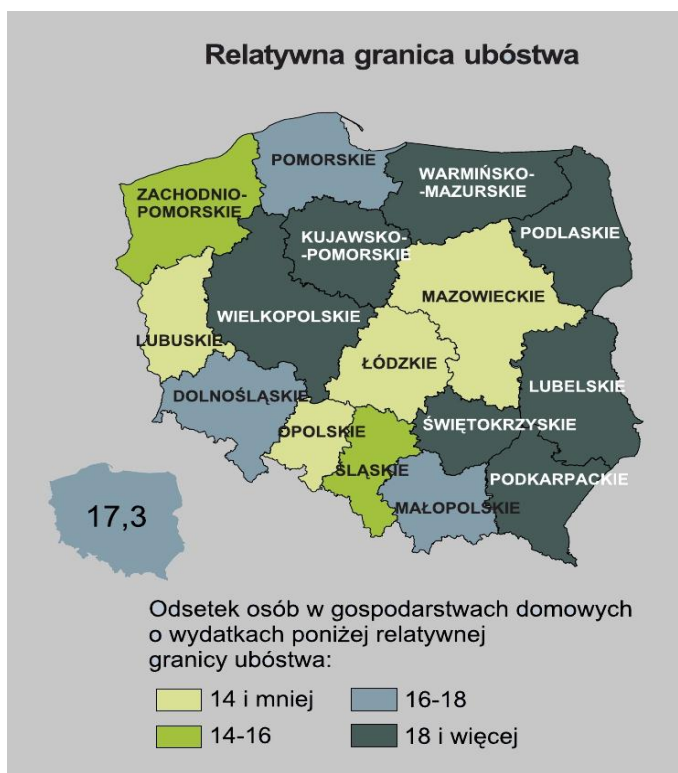 Relatywna granica ubóstwa
POMORSKIE
WARMIŃSKO-
-MAZURSKIE
ZACHODNIO-
POMORSKIE
PODLASKIE
KUJAWSKO-
-POMORSKIE
MAZOWIECKIE
WIELKOPOLSKIE
LUBUSKIE
ŁÓDZKIE
LUBELSKIE
DOLNOŚLĄSKIE
ŚWIĘTOKRZYSKIE
OPOLSKIE
ŚLĄSKIE
PODKARPACKIE
MAŁOPOLSKIE
17,3
Odsetek osób w gospodarstwach domowych
o wydatkach poniżej relatywnej
granicy ubóstwa:
14 i mniej
16-18
14-16
18 i więcej